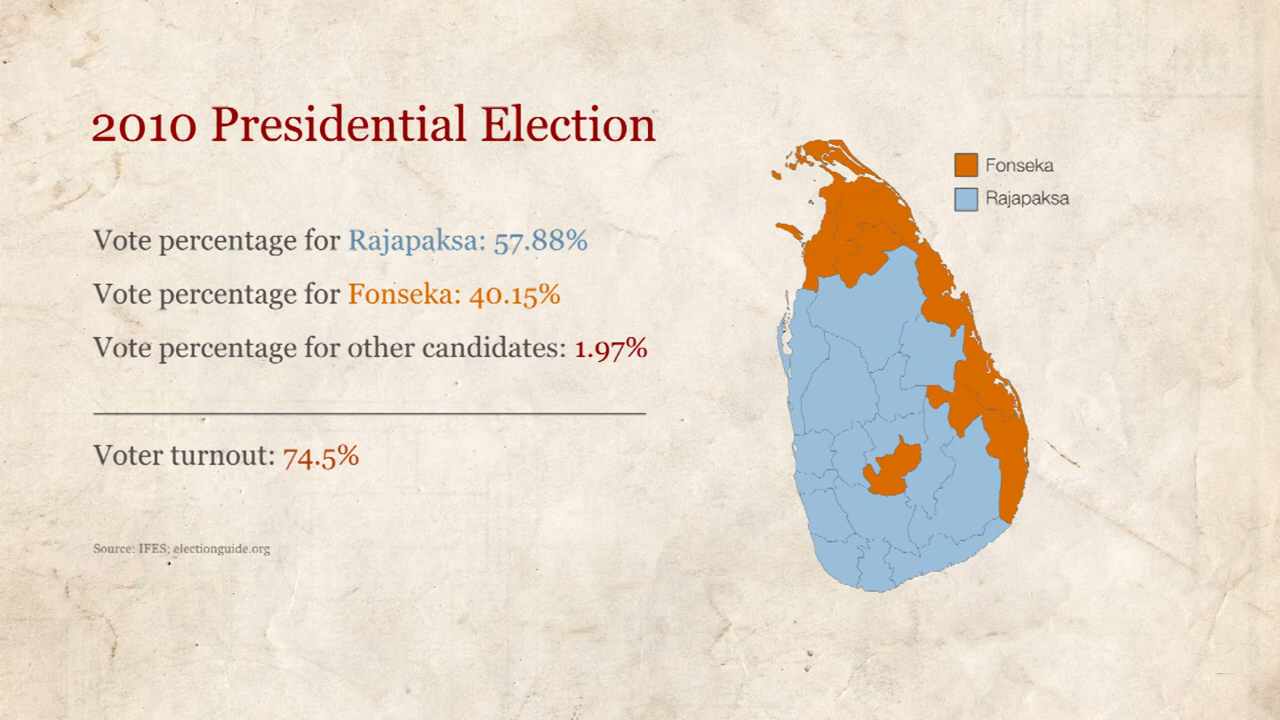 2010 Presidential Election
Fonseka
Rajapaksa
Vote percentage for Rajapaksa: 57.88%
Vote percentage for Fonseka: 40.15%
Vote percentage for other candidates: 1.97%
Voter turnout: 74.5%
Source: IFES; electionguide.org